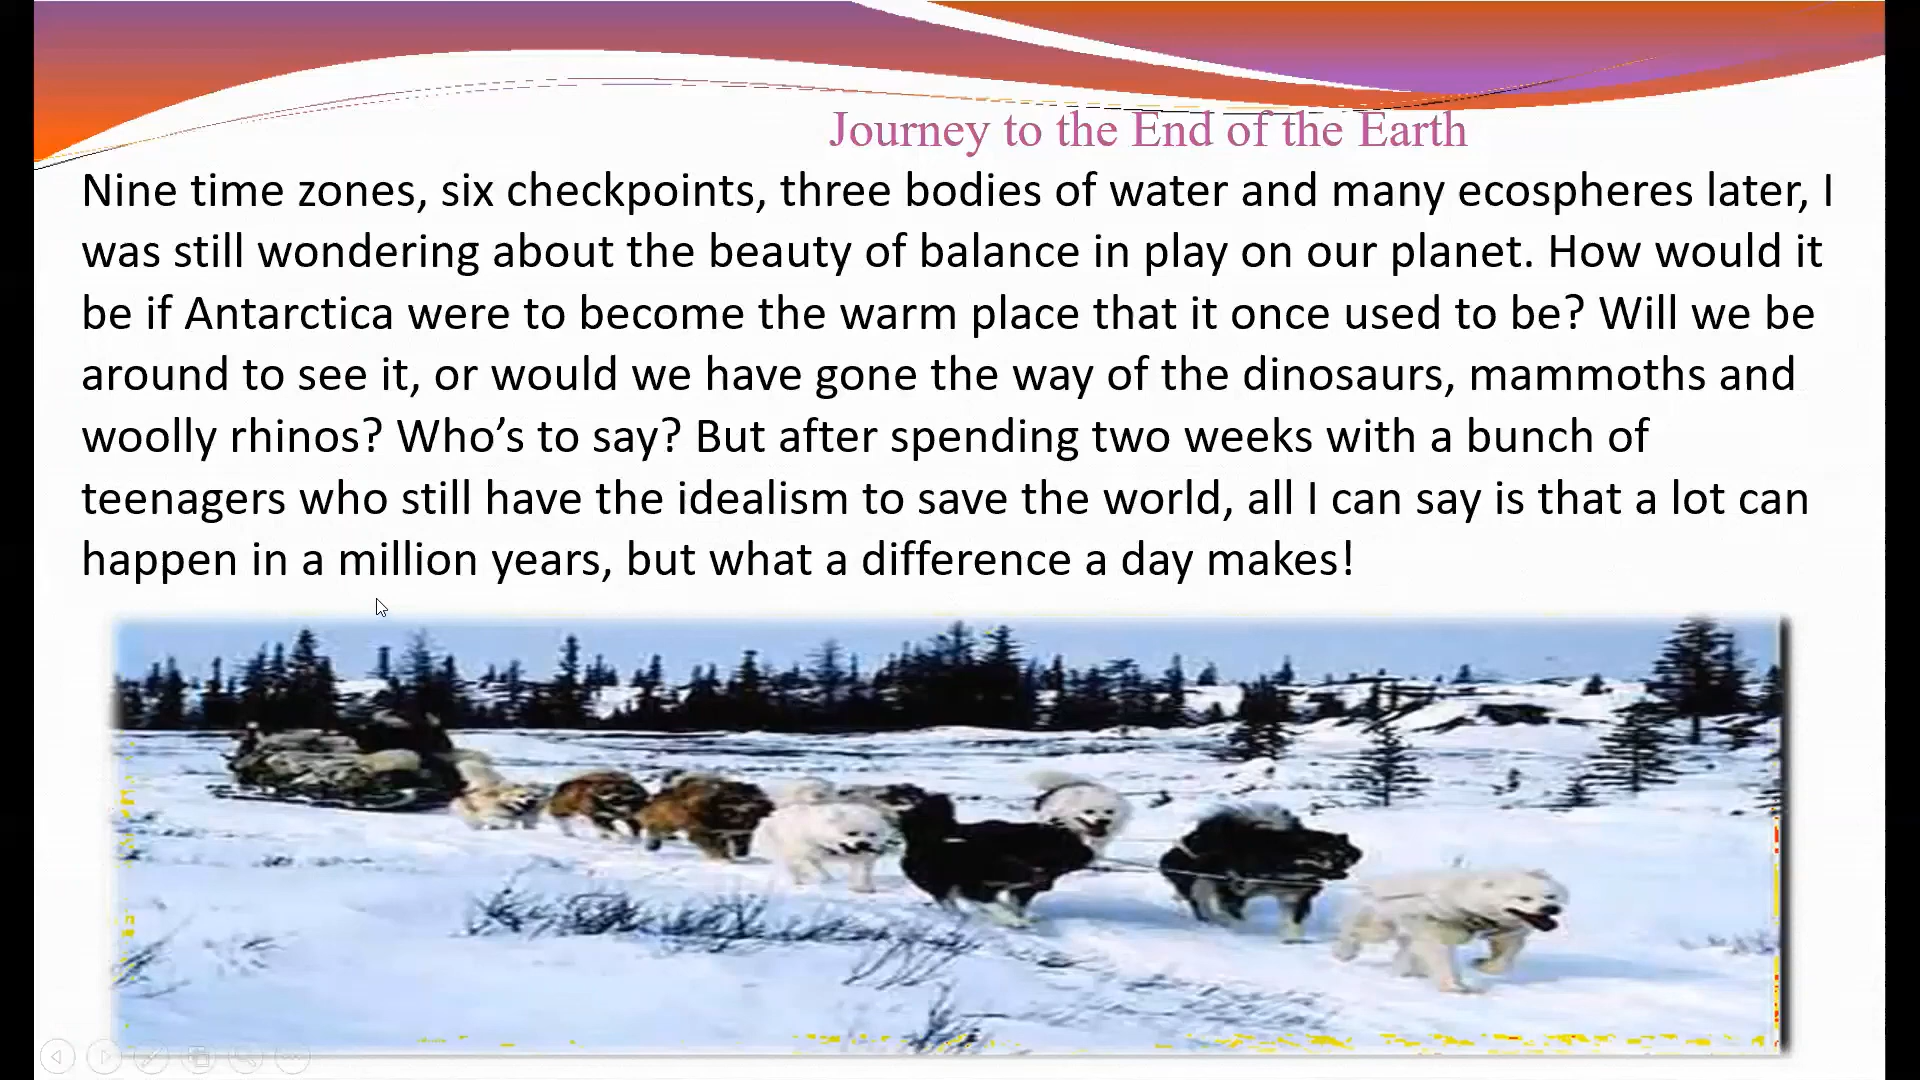 Journey to the End of the Earth
Nine time zones, six checkpoints, three bodies of water and many ecospheres later, I
was still wondering about the beauty of balance in play on our planet. How would it
be if Antarctica were to become the warm place that it once used to be? Will we be
around to see it, or would we have gone the way of the dinosaurs, mammoths and
woolly rhinos? Who’s to say? But after spending two weeks with a bunch of
teenagers who still have the idealism to save the world, all I can say is that a lot can
happen in a million years, but what a difference a day makes!